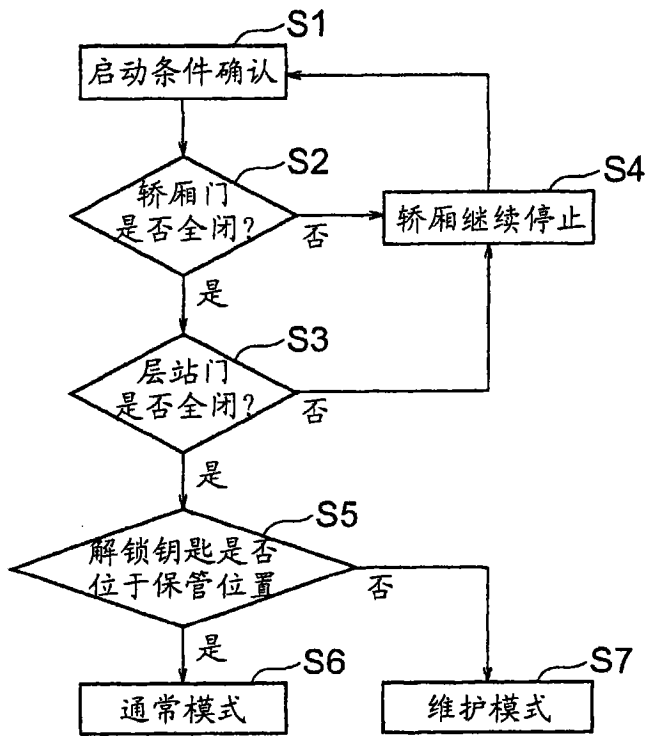 S1
启动条件确认
S2
轿厢门
是否全闭?
否
S4
轿厢继续停止
是
S3
层站门
是否全闭?
否
是
S5
解锁钥匙是否
位于保管位置
否
是
S6
通常模式
S7
维护模式